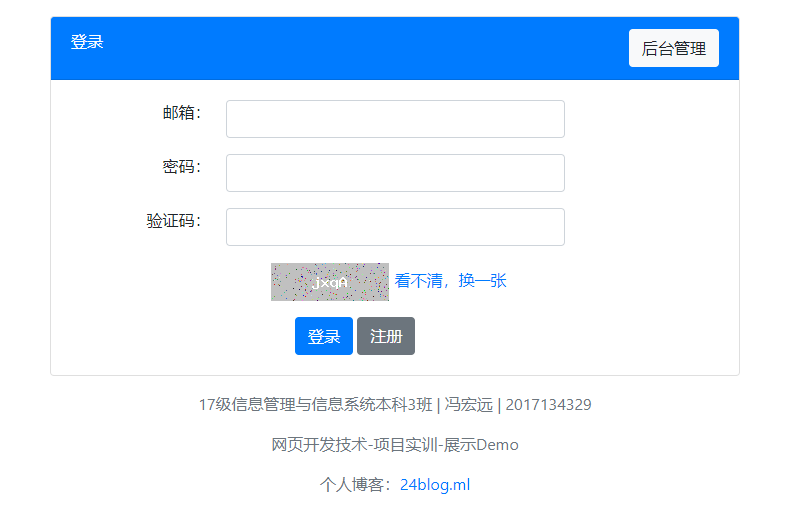 登录 后台管理
邮箱：
密码：
验证码：
jxqA 看不清，换一张
登录 注册
17级信息管理与信息系统本科3班 | 冯宏远 | 2017134329
网页开发技术-项目实训-展示Demo
个人博客：24blog.ml